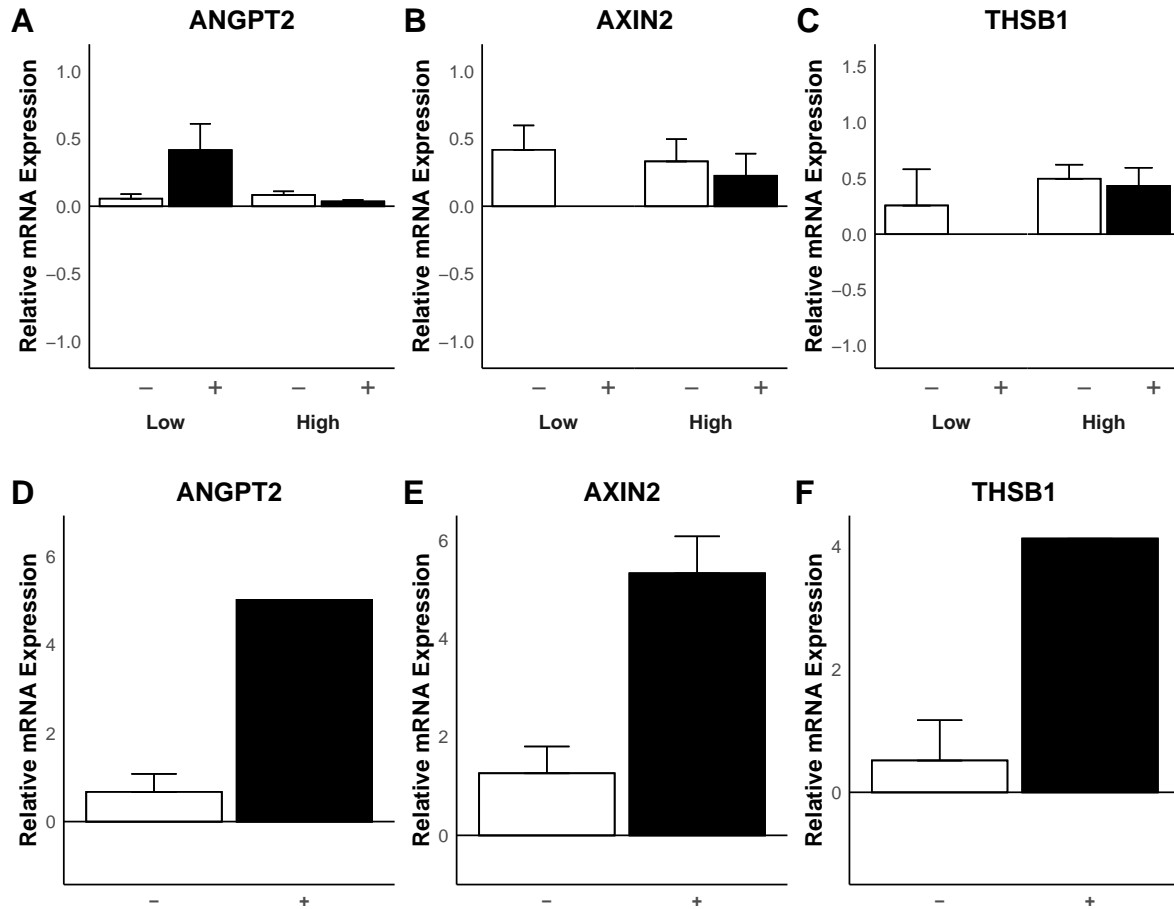 A ANGPT2
Relative mRNA Expression
1.0
0.5
0.0
−0.5
−1.0
− + − +
Low High
B AXIN2
Relative mRNA Expression
1.0
0.5
0.0
−0.5
−1.0
− + − +
Low High
C THSB1
Relative mRNA Expression
1.5
1.0
0.5
0.0
−0.5
−1.0
− + − +
Low High
D ANGPT2
Relative mRNA Expression
6
4
2
0
− +
E AXIN2
Relative mRNA Expression
6
4
2
0
− +
F THSB1
Relative mRNA Expression
4
2
0
− +